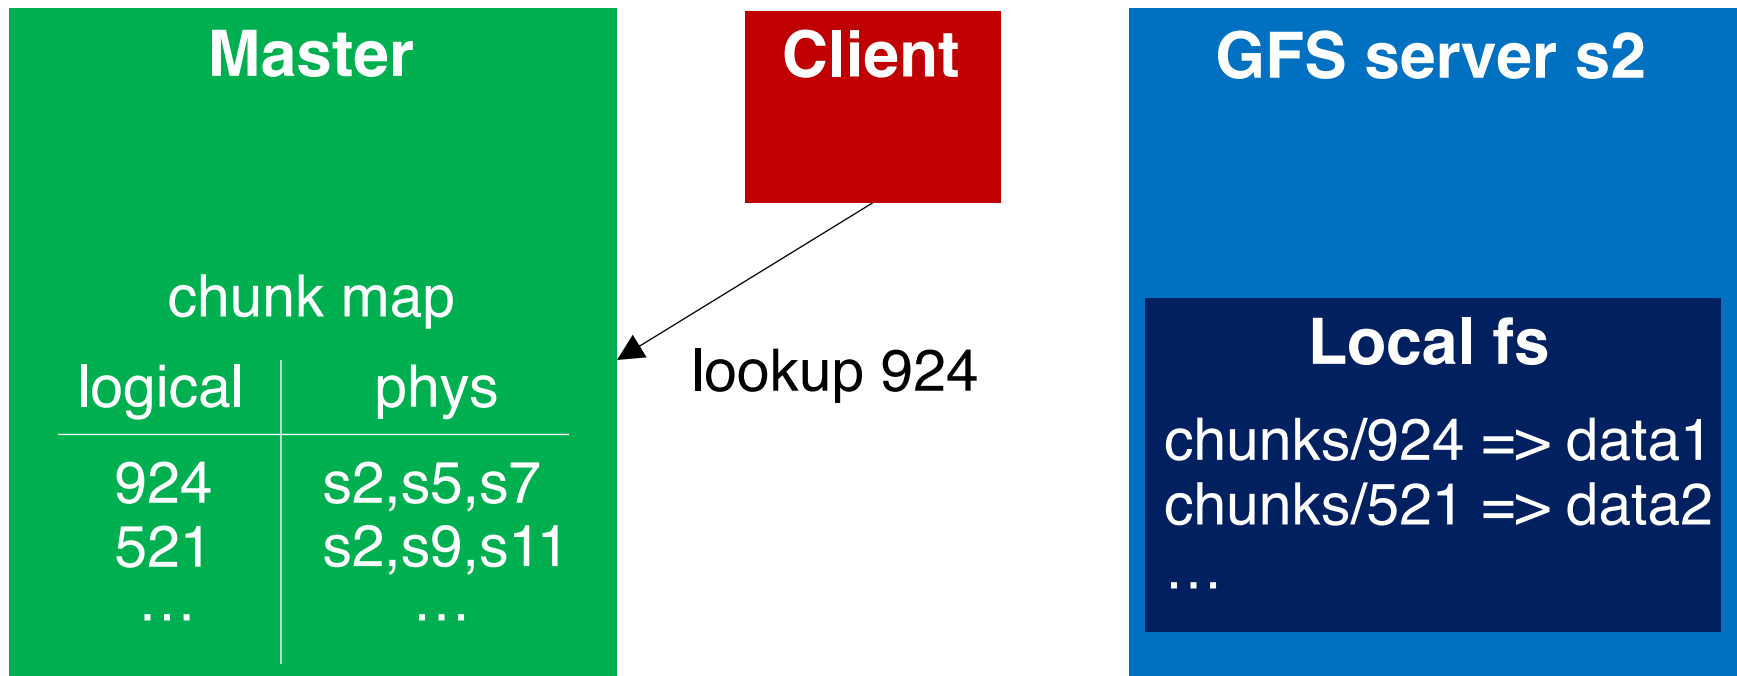 Master
chunk map
logical phys
924 s2,s5,s7
521 s2,s9,s11
… …
Client
lookup 924
GFS server s2
Local fs
chunks/924 => data1
chunks/521 => data2
…